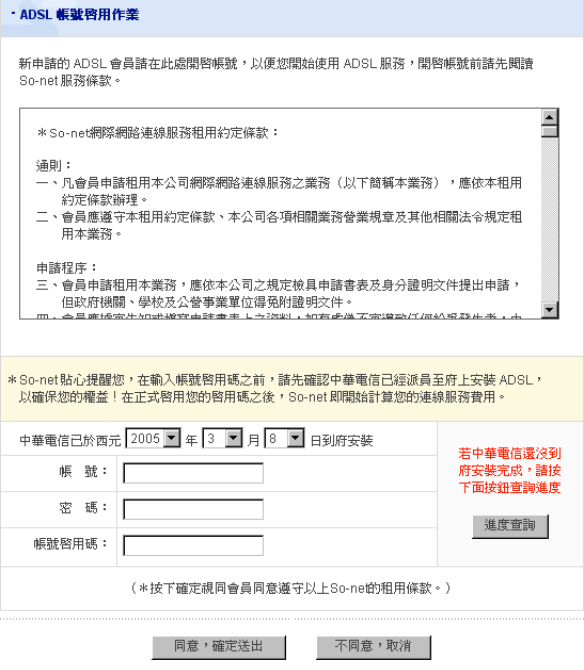 ・ADSL 帳號啓用作業
新申請的 ADSL 會員請在此處開啓帳號，以便您開始使用 ADSL 服務，開啓帳號前請先閱讀
So-net 服務條款。
＊So-net網際網路連線服務租用約定條款：
通則：
一、凡會員申請租用本公司網際網路連線服務之業務（以下簡稱本業務），應依本租用
約定條款辦理。
二、會員應遵守本租用約定條款、本公司各項相關業務營業規章及其他相關法令規定租
用本業務。
申請程序：
三、會員申請租用本業務，應依本公司之規定檢具申請書表及身分證明文件提出申請，
但政府機關、學校及公營事業單位得免附證明文件。
＊So-net 貼心提醒您，在輸入帳號啓用碼之前，請先確認中華電信已經派員至府上安裝 ADSL，
以確保您的權益！在正式啓用您的啓用碼之後，So-net 即開始計算您的連線服務費用。
中華電信已於西元 2005 年 3 月 8 日到府安裝
帳 號：
密 碼：
帳號啓用碼：
若中華電信還沒到
府安裝完成，請按
下面按鈕查詢進度
進度查詢
（＊按下確定視同會員同意遵守以上So-net的租用條款。）
同意，確定送出 不同意，取消